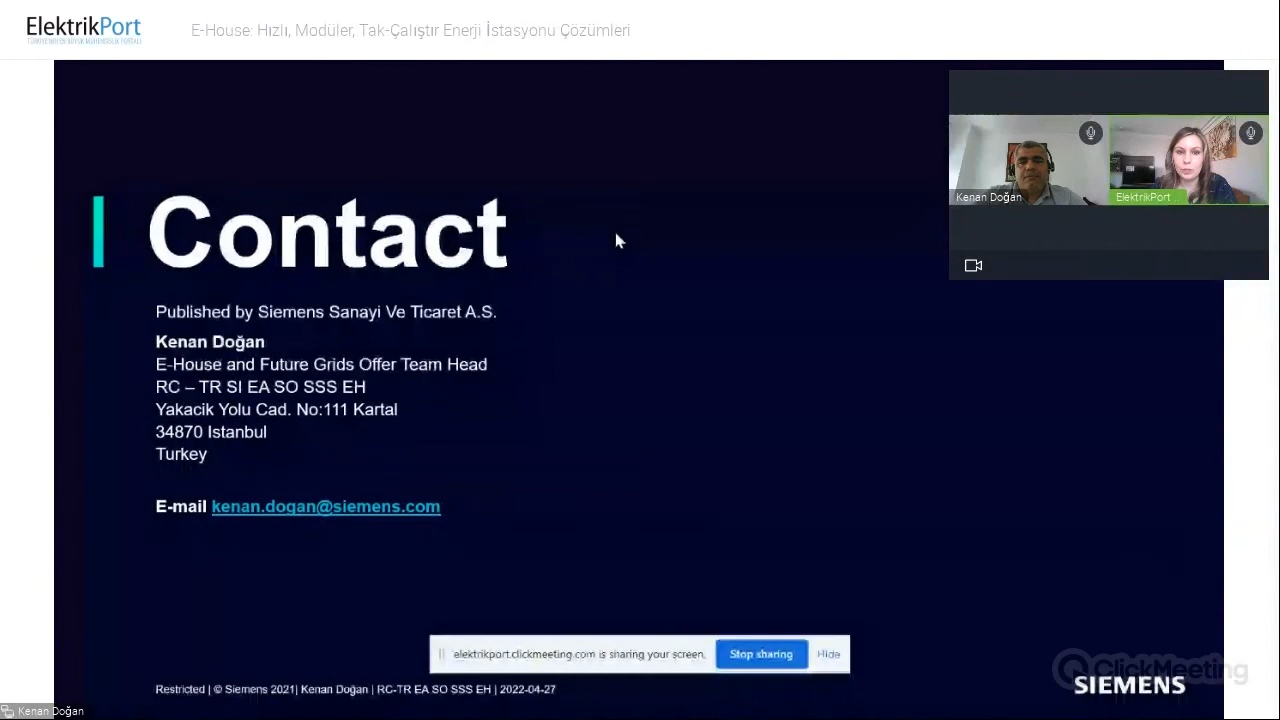 ElektrikPort
E-House: Hızlı, Modüler, Tak-Çalıştır Enerji İstasyonu Çözümleri
Kenan Doğan
ElektrikPort ...
Contact
Published by Siemens Sanayi Ve Ticaret A.S.
Kenan Doğan
E-House and Future Grids Offer Team Head
RC – TR SI EA SO SSS EH
Yakacik Yolu Cad. No:111 Kartal
34870 Istanbul
Turkey
E-mail kenan.dogan@siemens.com
elektrikport.clickmeeting.com is sharing your screen.
Stop sharing
Hide
ClickMeeting
SIEMENS
Restricted | © Siemens 2021| Kenan Doğan | RC-TR EA SO SSS EH | 2022-04-27
Kenan Doğan